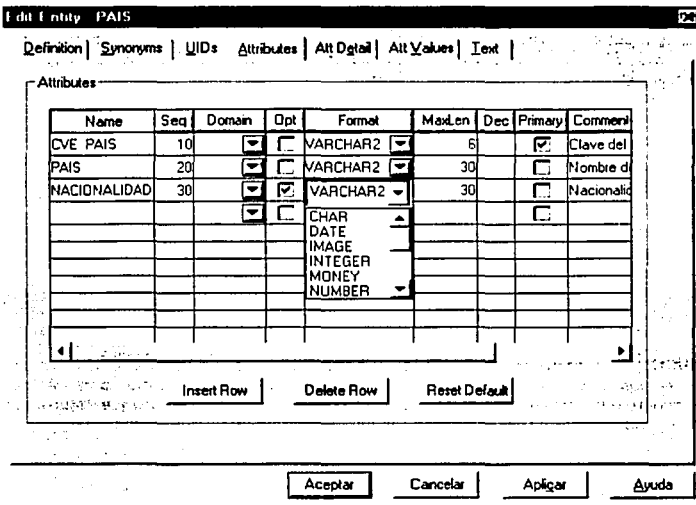 Edit Entity PAIS
Definition Synonyms UIDs Attributes Att Detail Att Values Text
Attributes
Name Seq Domain Opt Format MaxLen Dec Primary Comment
CVE PAIS 10 VARCHAR2 6 Clave del
PAIS 20 VARCHAR2 30 Nombre d
NACIONALIDAD 30 VARCHAR2 30 Nacionalid
CHAR
DATE
IMAGE
INTEGER
MONEY
NUMBER
Insert Row Delete Row Reset Default
Aceptar Cancelar Aplicar Ayuda